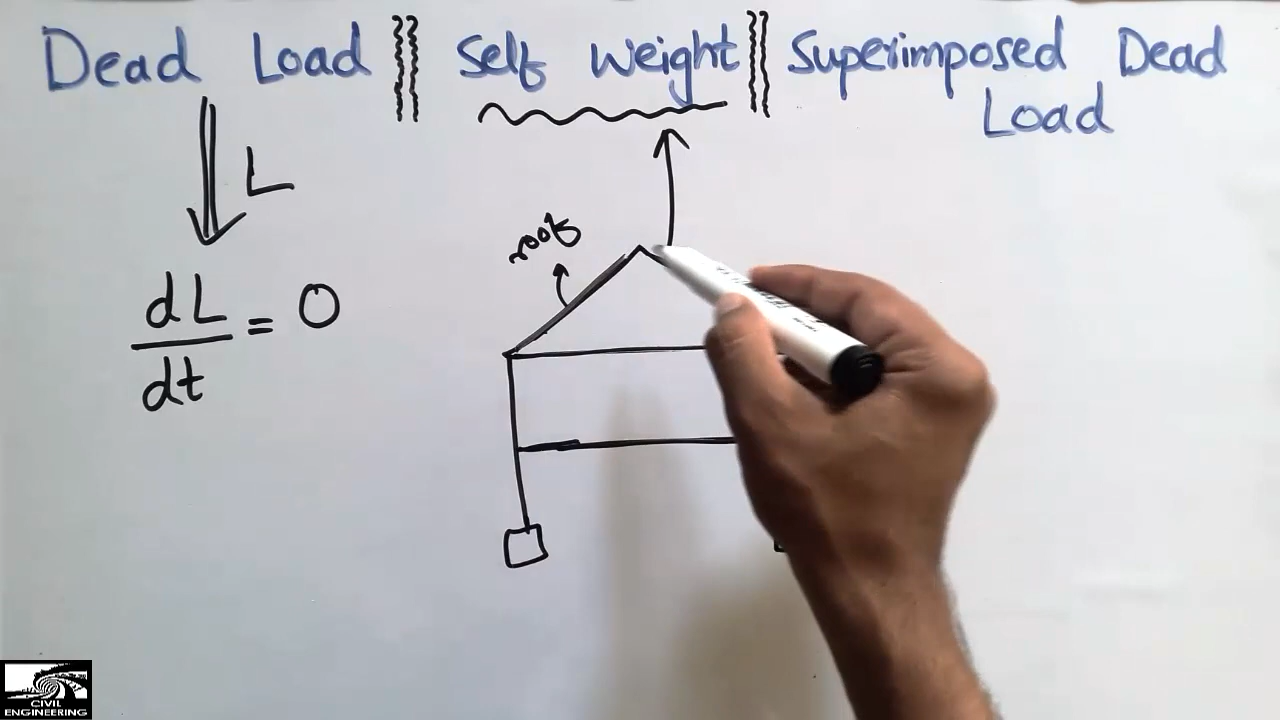 Dead Load Self Weight Superimposed Dead
Load
L
roof
dL
dt
= 0
CIVIL
ENGINEERING